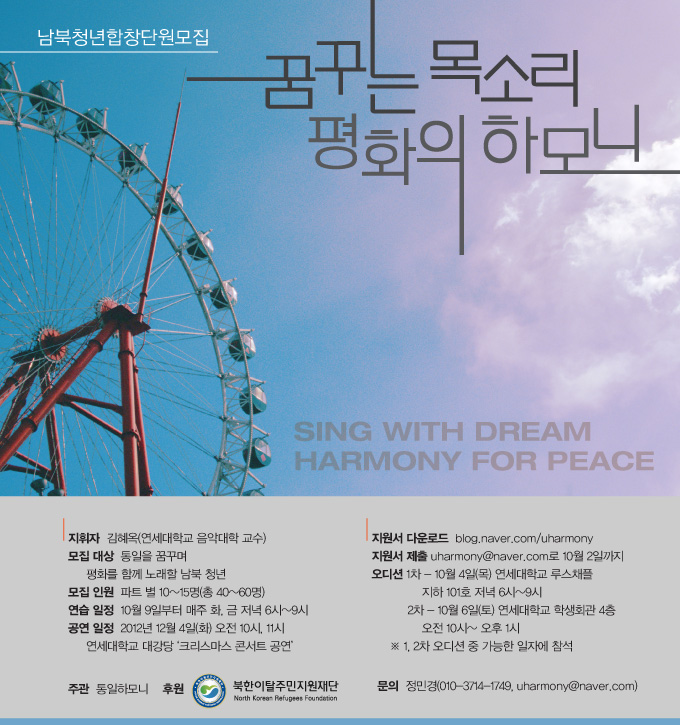 남북청년합창단원모집
꿈꾸는 목소리
평화의 하모니
SING WITH DREAM
HARMONY FOR PEACE
지휘자 김혜옥(연세대학교 음악대학 교수)
모집 대상 통일을 꿈꾸며
평화를 함께 노래할 남북 청년
모집 인원 파트 별 10~15명(총 40~60명)
연습 일정 10월 9일부터 매주 화, 금 저녁 6시~9시
공연 일정 2012년 12월 4일(화) 오전 10시, 11시
연세대학교 대강당 '크리스마스 콘서트 공연'
지원서 다운로드 blog.naver.com/uharmony
지원서 제출 uharmony@naver.com로 10월 2일까지
오디션 1차 – 10월 4일(목) 연세대학교 루스채플
지하 101호 저녁 6시~9시
2차 – 10월 6일(토) 연세대학교 학생회관 4층
오전 10시~ 오후 1시
※ 1, 2차 오디션 중 가능한 일자에 참석
주관 통일하모니 후원 북한이탈주민지원재단
North Korean Refugees Foundation
문의 정민경(010-3714-1749, uharmony@naver.com)